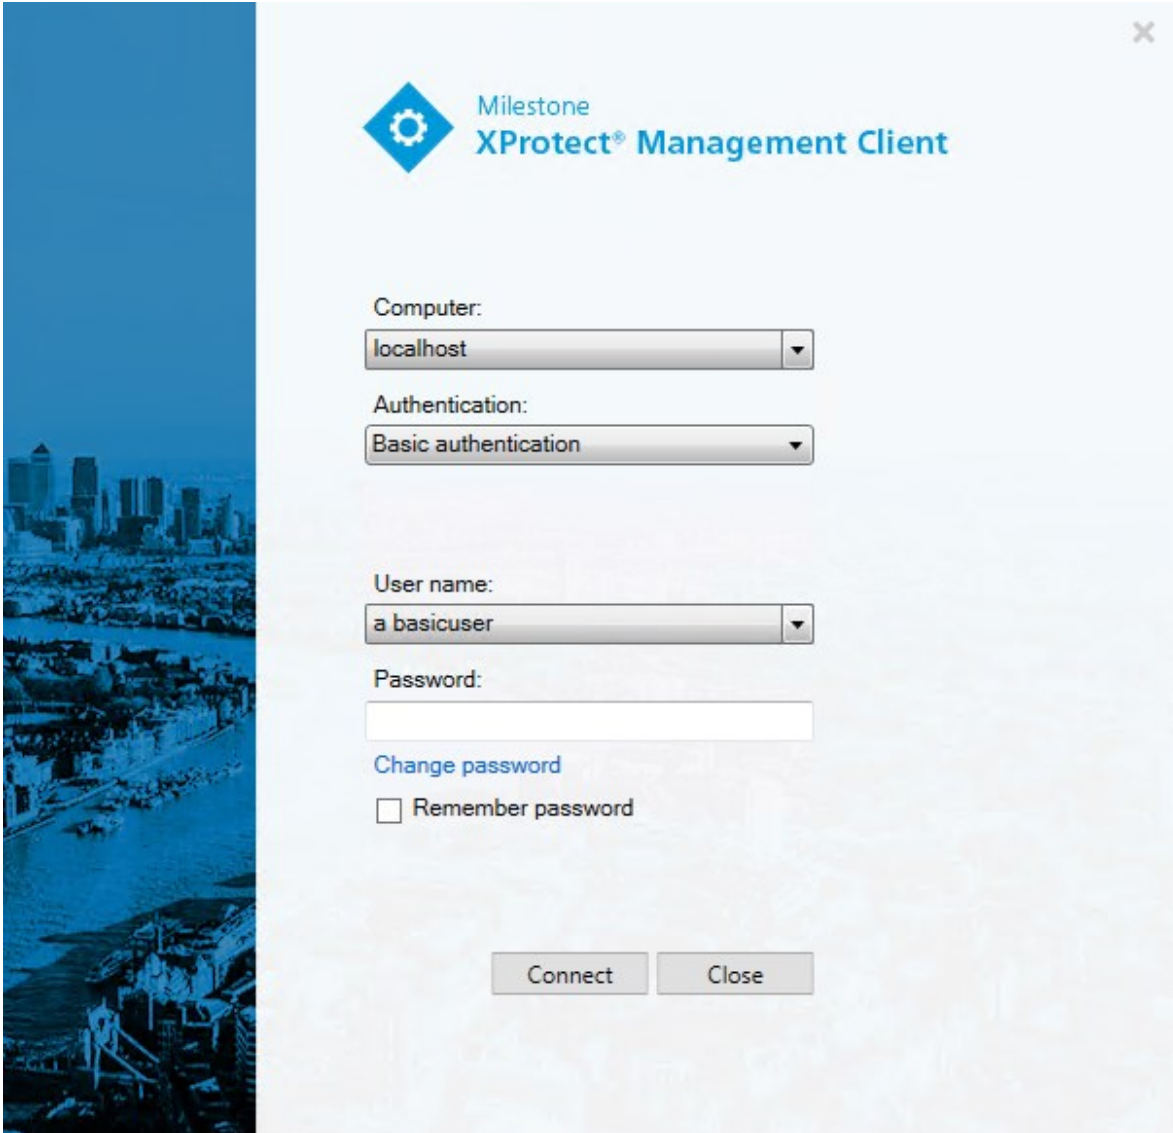 Milestone
XProtect® Management Client
Computer:
localhost
Authentication:
Basic authentication
User name:
a basicuser
Password:
Change password
Remember password
Connect
Close